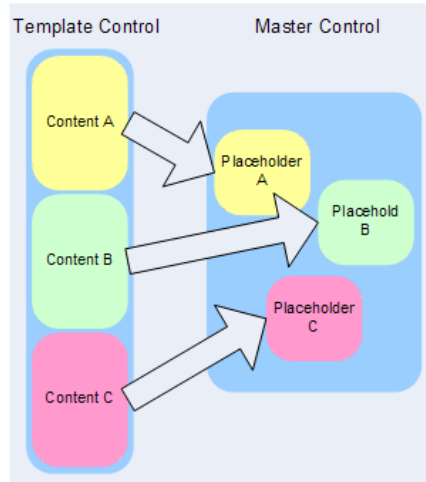 Template Control
Master Control
Content A
Placeholder
A
Placehold
B
Content B
Placeholder
C
Content C